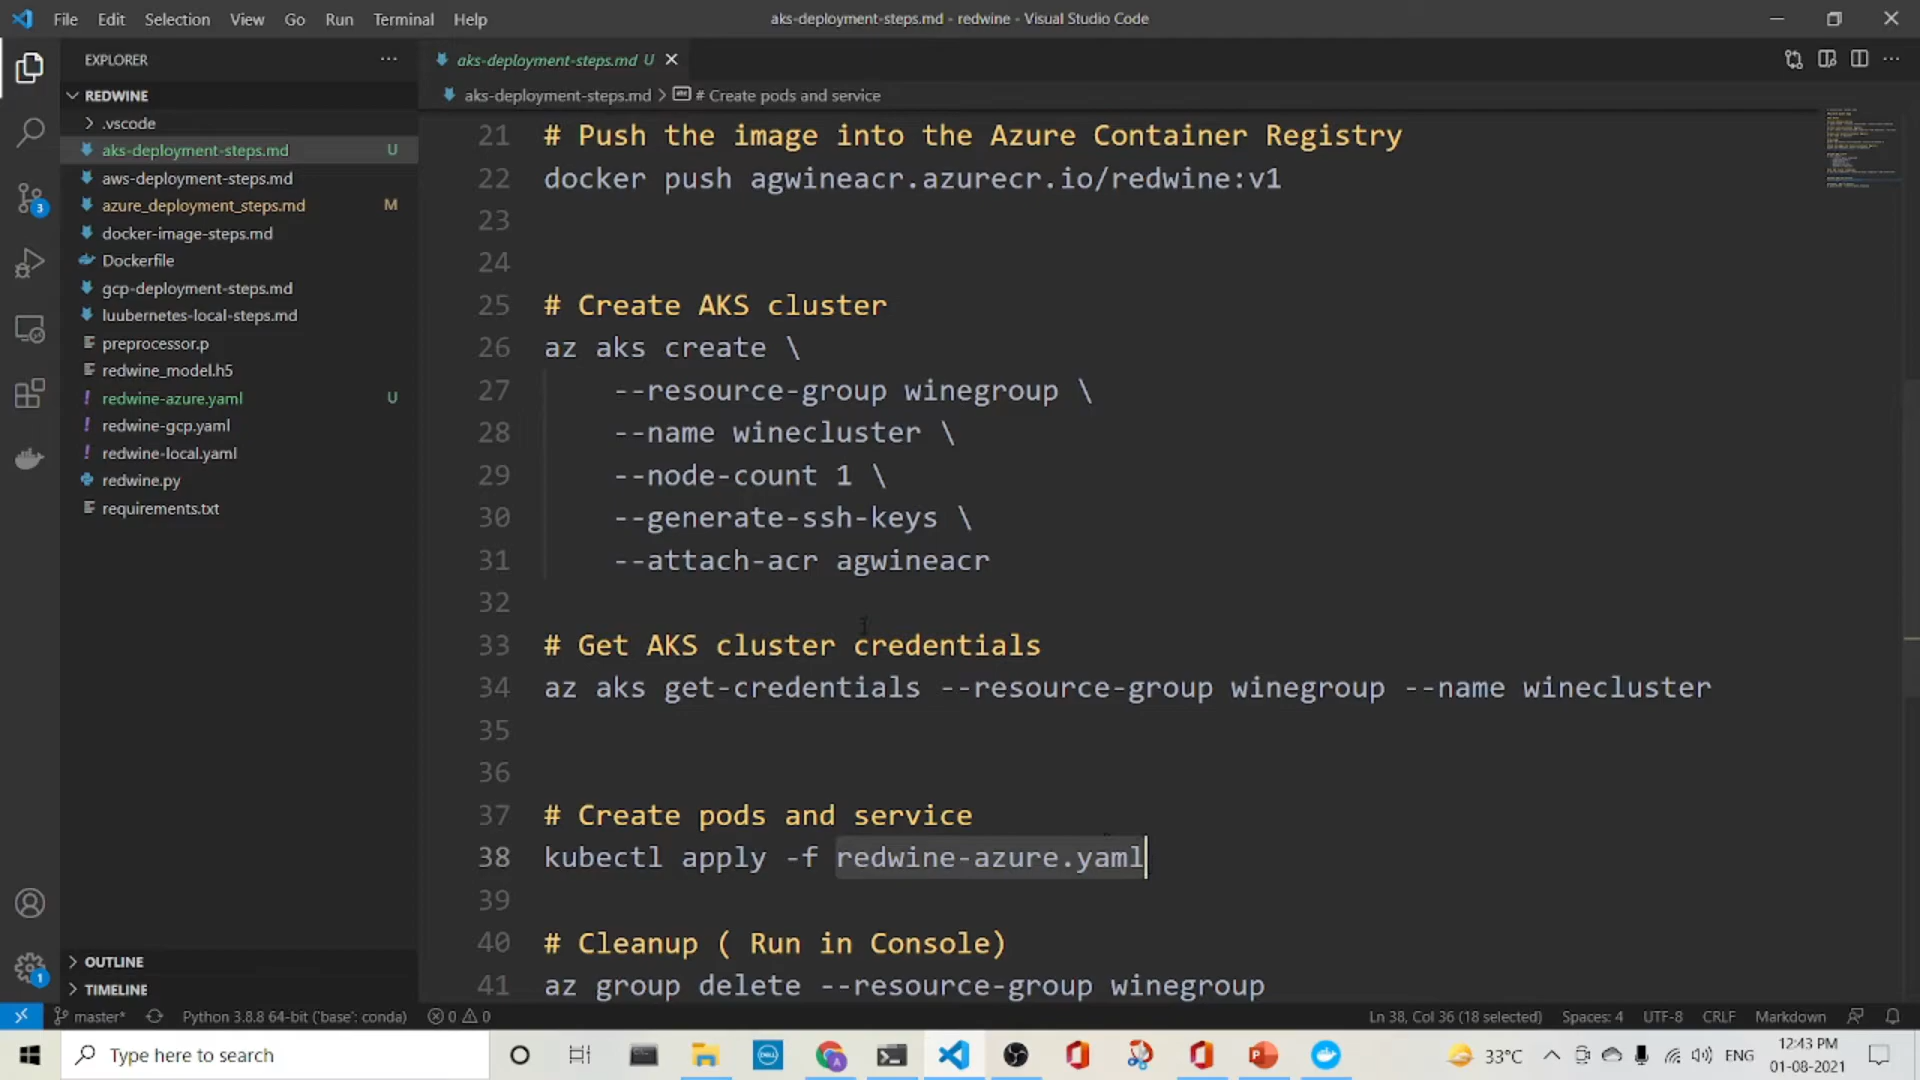 File Edit Selection View Go Run Terminal Help
aks-deployment-steps.md - redwine - Visual Studio Code
EXPLORER
REDWINE
.vscode
aks-deployment-steps.md U
aws-deployment-steps.md
azure_deployment_steps.md M
docker-image-steps.md
Dockerfile
gcp-deployment-steps.md
luubernetes-local-steps.md
preprocessor.p
redwine_model.h5
redwine-azure.yaml U
redwine-gcp.yaml
redwine-local.yaml
redwine.py
requirements.txt
OUTLINE
TIMELINE
3
1
aks-deployment-steps.md U
aks-deployment-steps.md > # Create pods and service
21 # Push the image into the Azure Container Registry
22 docker push agwineacr.azurecr.io/redwine:v1
23
24
25 # Create AKS cluster
26 az aks create \
27 --resource-group winegroup \
28 --name winecluster \
29 --node-count 1 \
30 --generate-ssh-keys \
31 --attach-acr agwineacr
32
33 # Get AKS cluster credentials
34 az aks get-credentials --resource-group winegroup --name winecluster
35
36
37 # Create pods and service
38 kubectl apply -f redwine-azure.yaml
39
40 # Cleanup ( Run in Console)
41 az group delete --resource-group winegroup
master* Python 3.8.8 64-bit ('base': conda) 0 0
Ln 38, Col 36 (18 selected) Spaces: 4 UTF-8 CRLF Markdown
Type here to search
33°C ENG
12:43 PM
01-08-2021